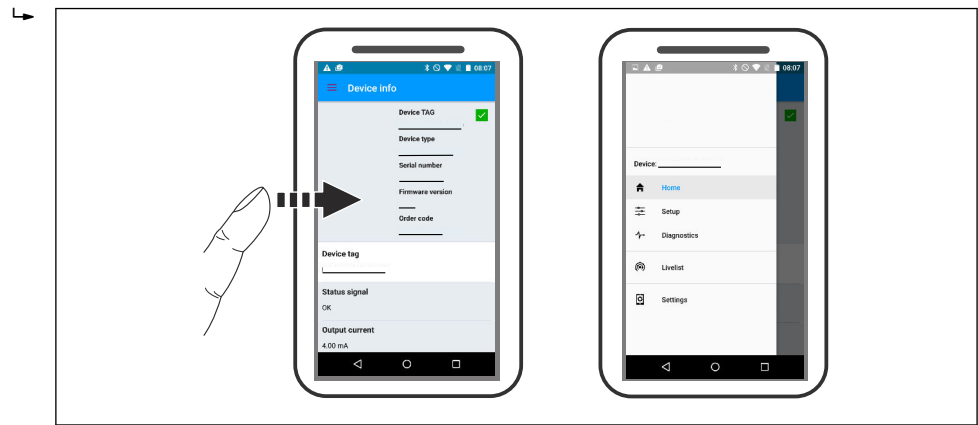 08:07
Device info
Device TAG
Device type
Serial number
Firmware version
Order code
Device tag
Status signal
OK
Output current
4.00 mA
08:07
Device:
Home
Setup
Diagnostics
Livelist
Settings